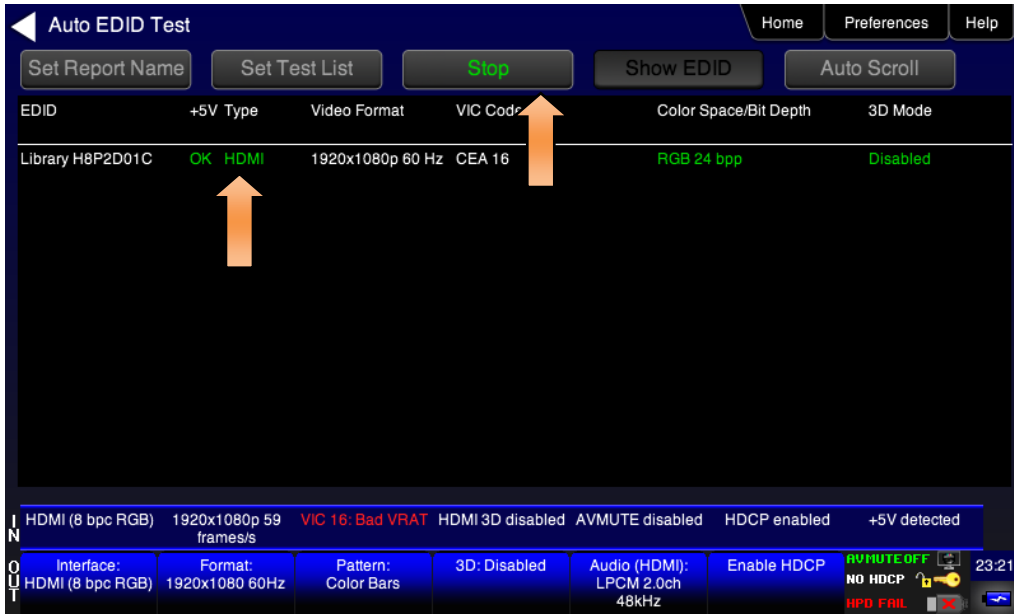 Auto EDID Test
Home Preferences Help
Set Report Name Set Test List Stop Show EDID Auto Scroll
EDID +5V Type Video Format VIC Code Color Space/Bit Depth 3D Mode
Library H8P2D01C OK HDMI 1920x1080p 60 Hz CEA 16 RGB 24 bpp Disabled
IN HDMI (8 bpc RGB) 1920x1080p 59 VIC 16: Bad VRAT HDMI 3D disabled AVMUTE disabled HDCP enabled +5V detected
frames/s
OUT Interface: Format: Pattern: 3D: Disabled Audio (HDMI): Enable HDCP AVMUTE OFF 23:21
HDMI (8 bpc RGB) 1920x1080 60Hz Color Bars LPCM 2.0ch NO HDCP
48kHz HPD FAIL